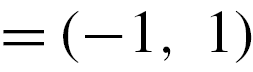 =(−1, 1)